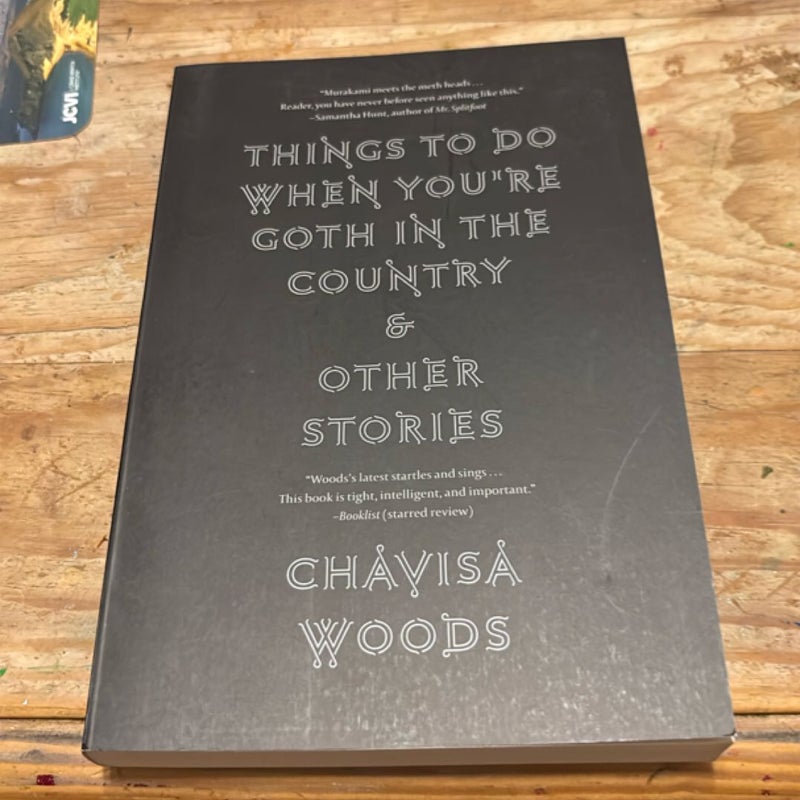 JCVI
"Murakami meets the meth heads...
Reader, you have never before seen anything like this."
–Samantha Hunt, author of Mr. Splitfoot
THINGS TO DO
WHEN YOU'RE
GOTH IN THE
COUNTRY
&
OTHER
STORIES
"Woods's latest startles and sings...
This book is tight, intelligent, and important."
–Booklist (starred review)
CHAVISA
WOODS